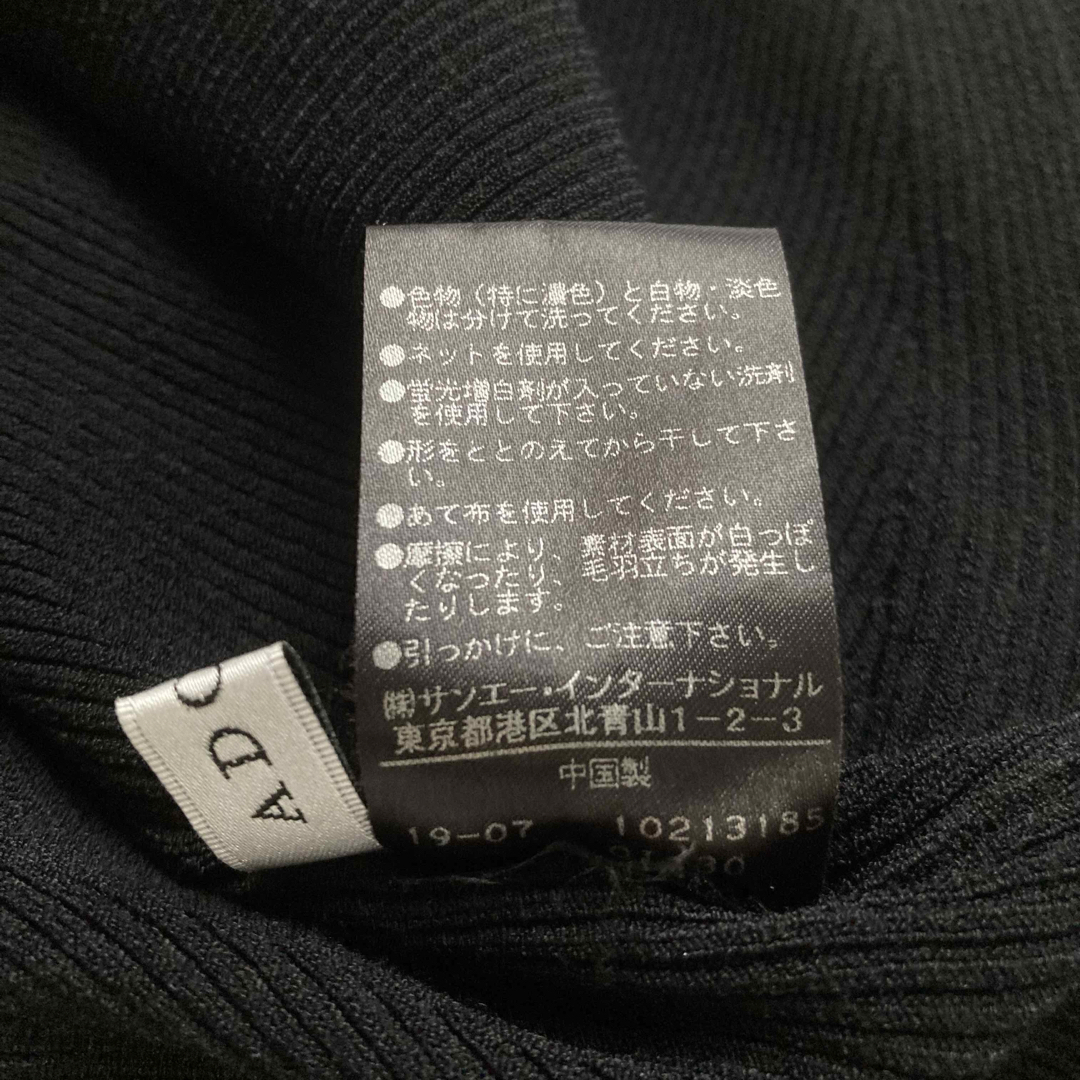 ●色物（特に濃色）と白物・淡色
物は分けて洗ってください。
●ネットを使用してください。
●蛍光増白剤が入っていない洗剤
を使用して下さい。
●形をととのえてから干して下さ
い。
●あて布を使用してください。
●摩擦により、素材表面が白っぽ
くなったり、毛羽立ちが発生し
たりします。
●引っかけに、ご注意下さい。
㈱サンエー・インターナショナル
東京都港区北青山1-2-3
中国製
19-07 10213185
AD